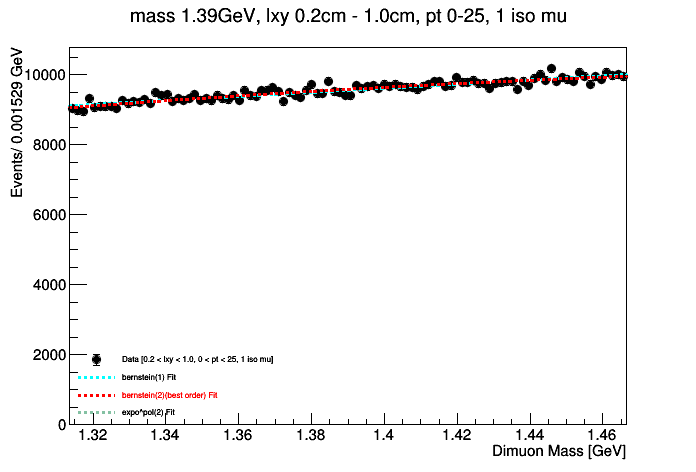 mass 1.39GeV, lxy 0.2cm - 1.0cm, pt 0-25, 1 iso mu
Events/ 0.001529 GeV
10000
8000
6000
4000
2000
0
Data [0.2 < lxy < 1.0, 0 < pt < 25, 1 iso mu]
bernstein(1) Fit
bernstein(2)(best order) Fit
expo^pol(2) Fit
1.32 1.34 1.36 1.38 1.4 1.42 1.44 1.46
Dimuon Mass [GeV]